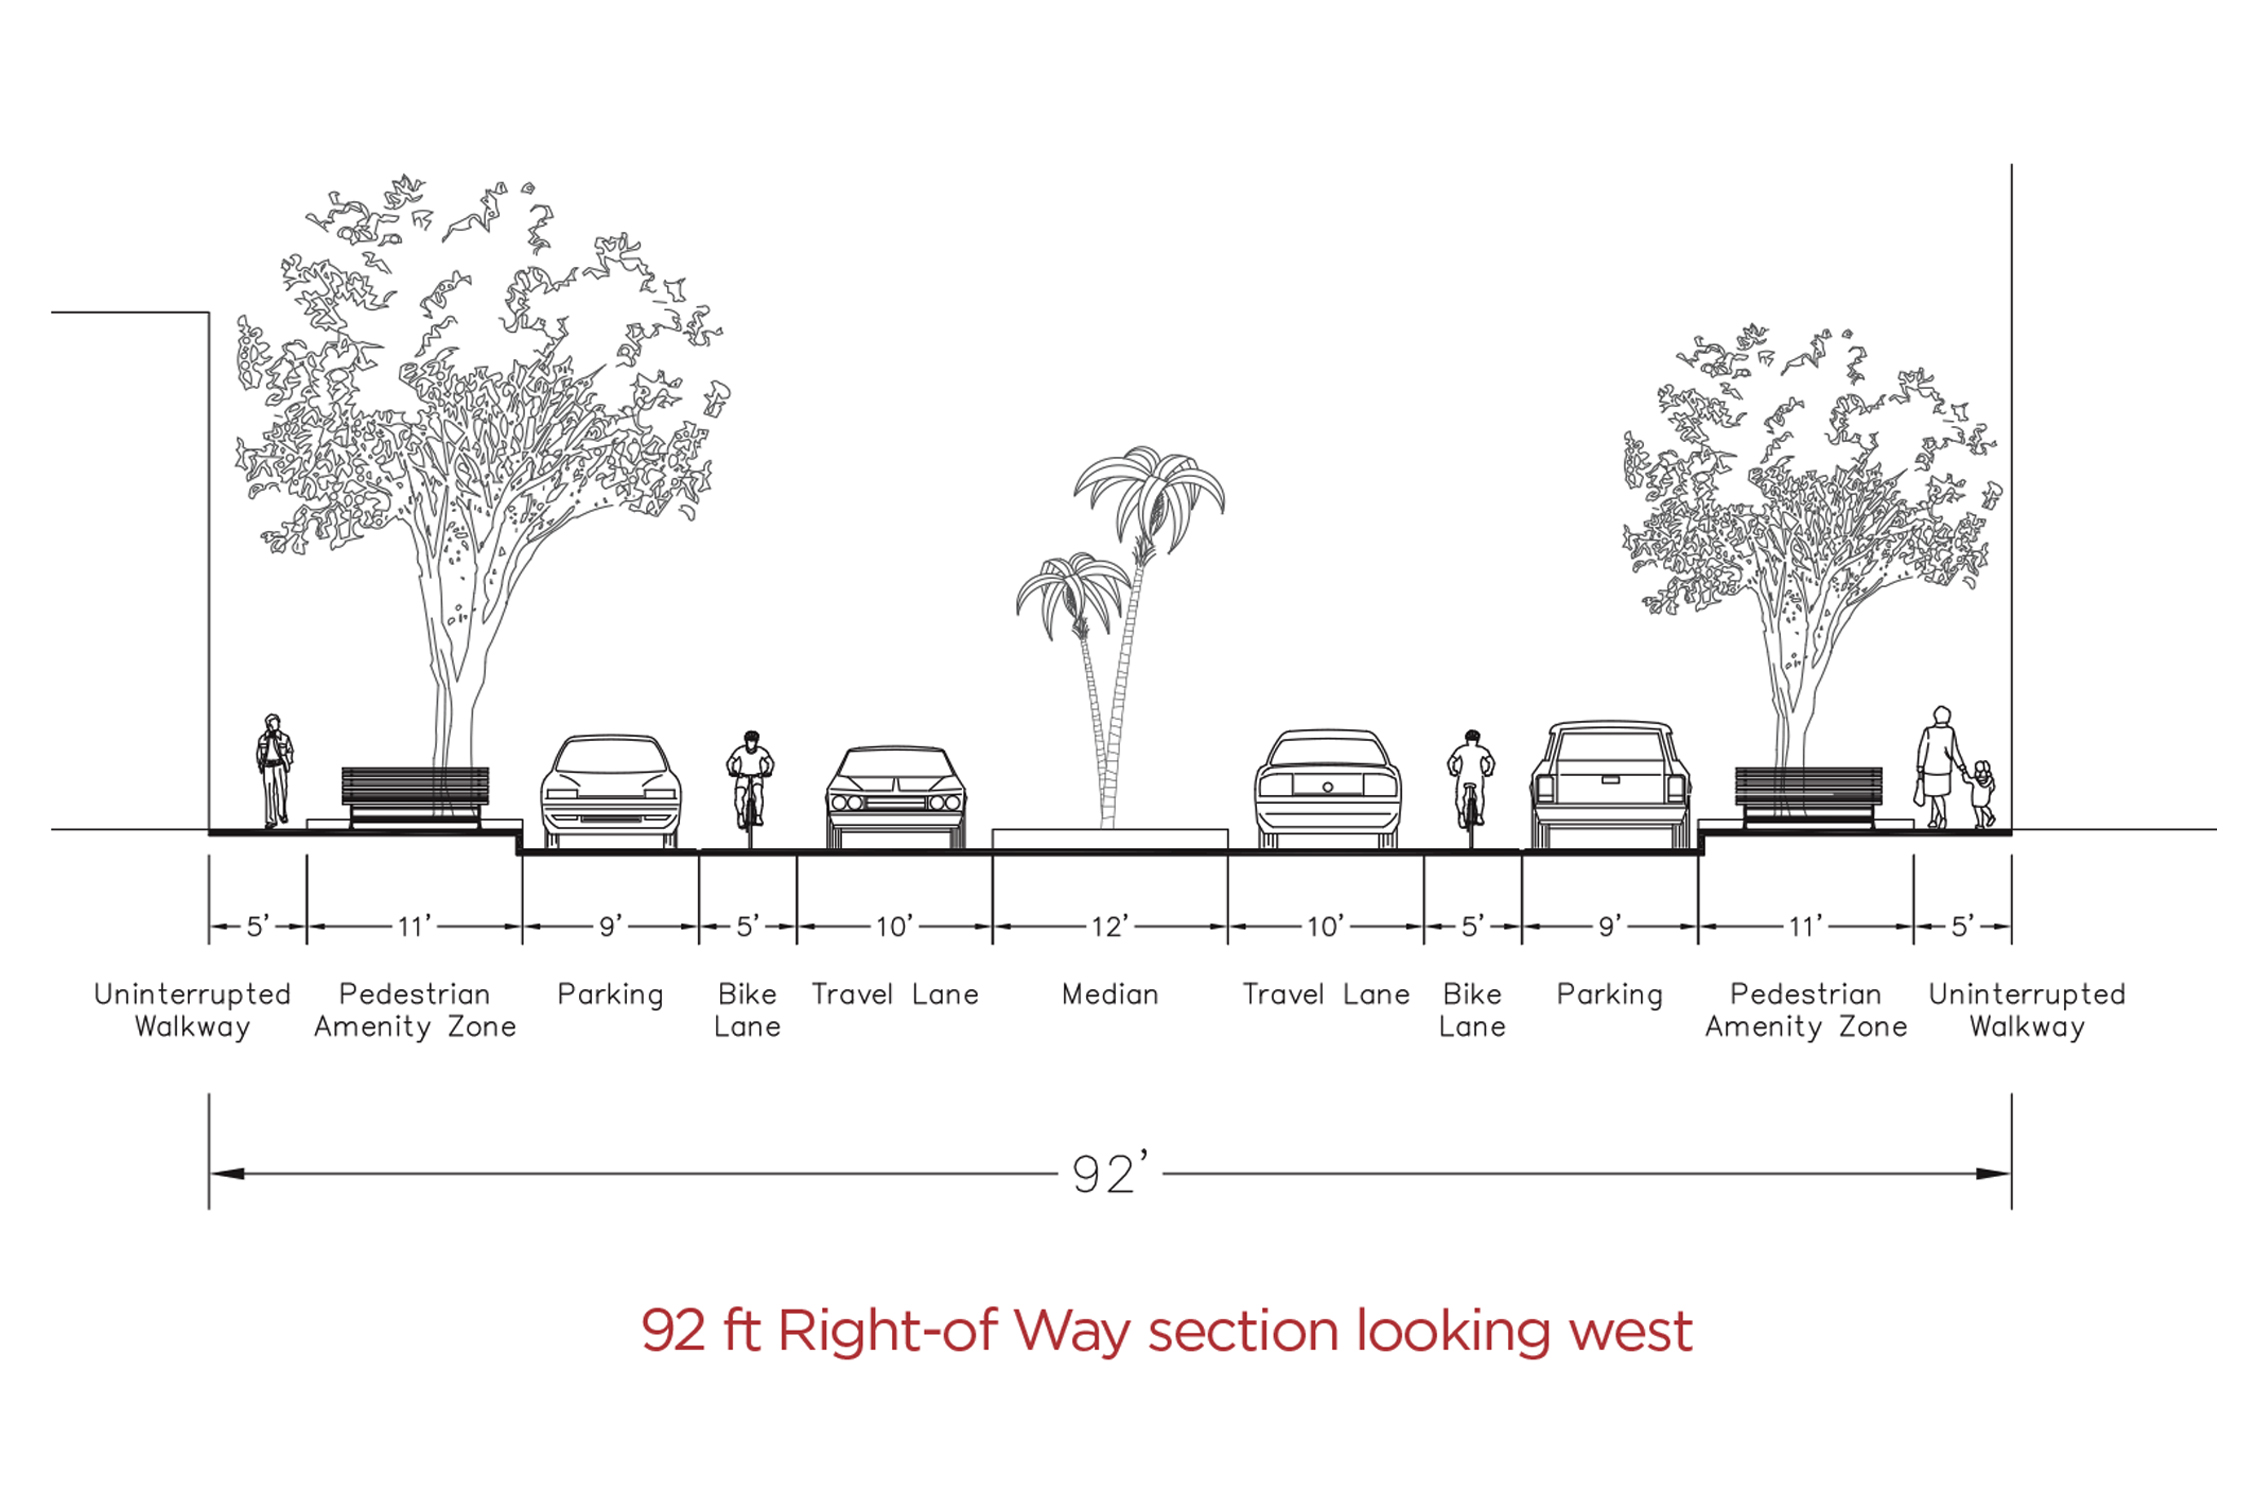 5’ 11’ 9’ 5’ 10’ 12’ 10’ 5’ 9’ 11’ 5’
Uninterrupted Pedestrian Parking Bike Travel Lane Median Travel Lane Bike Parking Pedestrian Uninterrupted
Walkway Amenity Zone Lane Lane Amenity Zone Walkway
92’
92 ft Right-of Way section looking west